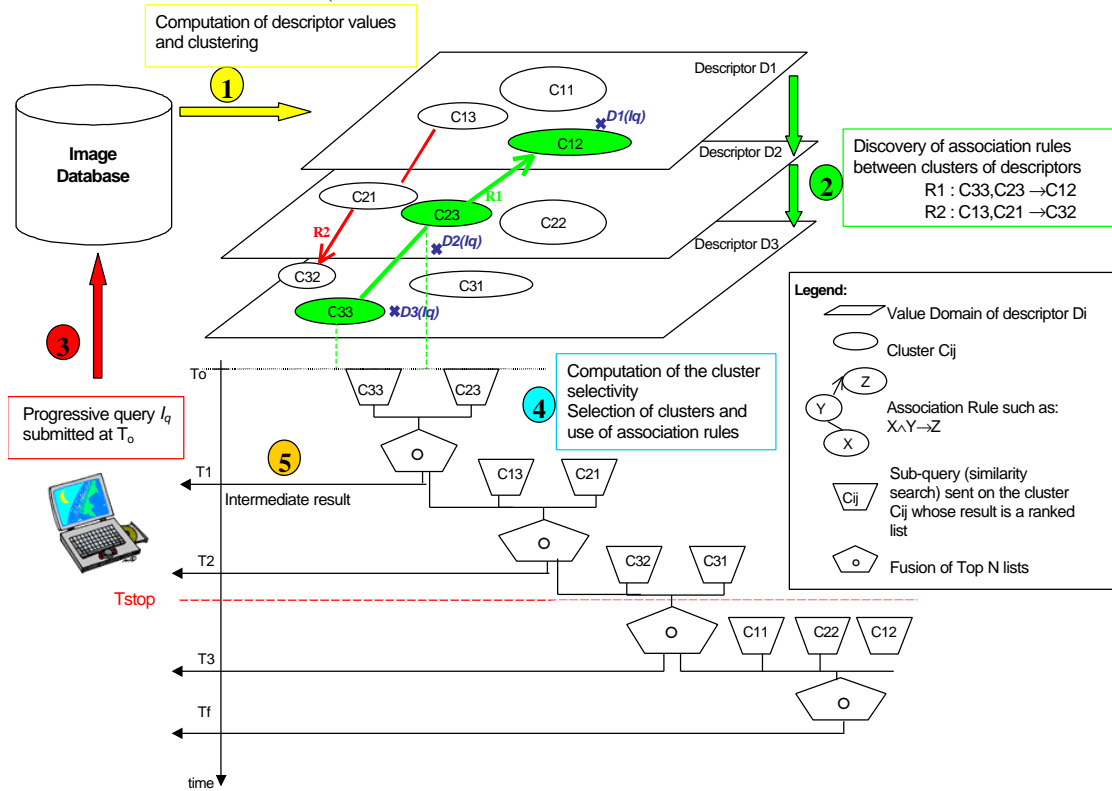 Computation of descriptor values
and clustering
1
Descriptor D1
C11
C13
D1(Iq)
C12
Image
Database
Descriptor D2
Discovery of association rules
between clusters of descriptors
R1 : C33,C23 →C12
R2 : C13,C21 →C32
2
C21
R1
C23
C22
R2
D2(Iq)
Descriptor D3
C32
C31
C33
D3(Iq)
3
Legend:
Value Domain of descriptor Di
Cluster Cij
Z
Y
X
Association Rule such as:
X∧Y→Z
Cij
Sub-query (similarity
search) sent on the cluster
Cij whose result is a ranked
list
Fusion of Top N lists
To
C33
C23
4
Computation of the cluster
selectivity
Selection of clusters and
use of association rules
Progressive query Iq
submitted at To
5
T1
Intermediate result
C13
C21
T2
C32
C31
Tstop
C11
C22
C12
T3
Tf
time